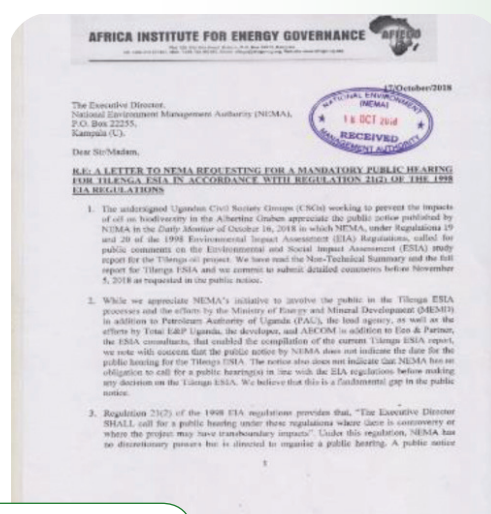 AFRICA INSTITUTE FOR ENERGY GOVERNANCE
AFIEGO
17/October/2018
The Executive Director,
National Environment Management Authority (NEMA),
P.O. Box 22255,
Kampala (U).
NATIONAL ENVIRONMENT
(NEMA)
18 OCT 2018
RECEIVED
MANAGEMENT AUTHORITY
Dear Sir/Madam,
R.E: A LETTER TO NEMA REQUESTING FOR A MANDATORY PUBLIC HEARING
FOR TILENGA ESIA IN ACCORDANCE WITH REGULATION 21(2) OF THE 1998
EIA REGULATIONS
1. The undersigned Ugandan Civil Society Groups (CSOs) working to prevent the impacts
of oil on biodiversity in the Albertine Graben appreciate the public notice published by
NEMA in the Daily Monitor of October 16, 2018 in which NEMA, under Regulations 19
and 20 of the 1998 Environmental Impact Assessment (EIA) Regulations, called for
public comments on the Environmental and Social Impact Assessment (ESIA) study
report for the Tilenga oil project. We have read the Non-Technical Summary and the full
report for Tilenga ESIA and we commit to submit detailed comments before November
5, 2018 as requested in the public notice.
2. While we appreciate NEMA's initiative to involve the public in the Tilenga ESIA
processes and the efforts by the Ministry of Energy and Mineral Development (MEMD)
in addition to Petroleum Authority of Uganda (PAU), the lead agency, as well as the
efforts by Total E&P Uganda, the developer, and AECOM in addition to Eco & Partner,
the ESIA consultants, that enabled the compilation of the current Tilenga ESIA report,
we note with concern that the public notice by NEMA does not indicate the date for the
public hearing for the Tilenga ESIA. The notice also does not indicate that NEMA has an
obligation to call for a public hearing(s) in line with the EIA regulations before making
any decision on the Tilenga ESIA. We believe that this is a fundamental gap in the public
notice.
3. Regulation 21(2) of the 1998 EIA regulations provides that, "The Executive Director
SHALL call for a public hearing under these regulations where there is controversy or
where the project may have transboundary impacts". Under this regulation, NEMA has
no discretionary powers but is directed to organise a public hearing. A public notice
1